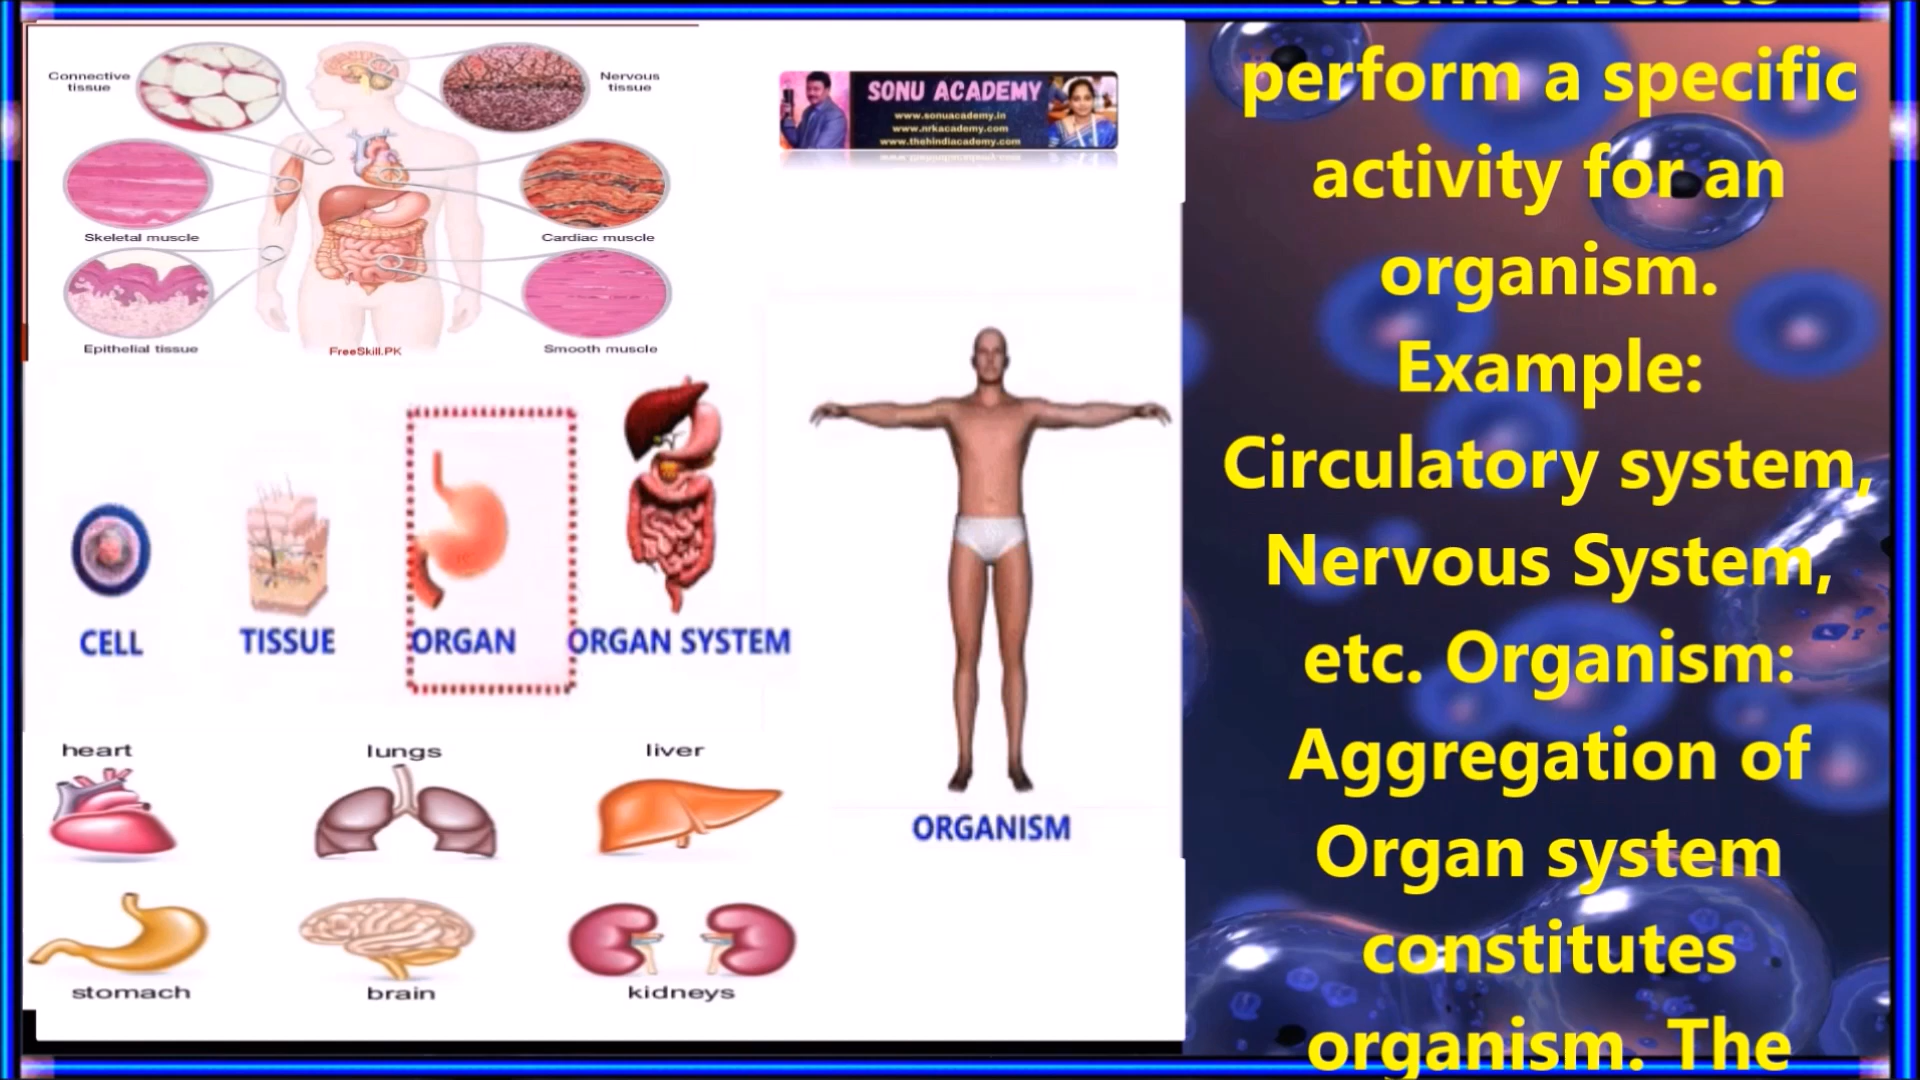 Connective
tissue
Nervous
tissue
Skeletal muscle
Cardiac muscle
Epithelial tissue
FreeSkill.PK
Smooth muscle
SONU ACADEMY
www.sonuacademy.in
www.nrkacademy.com
www.thehindiacademy.com
CELL
TISSUE
ORGAN
ORGAN SYSTEM
ORGANISM
heart
lungs
liver
stomach
brain
kidneys
themselves to
perform a specific
activity for an
organism.
Example:
Circulatory system,
Nervous System,
etc. Organism:
Aggregation of
Organ system
constitutes
organism. The